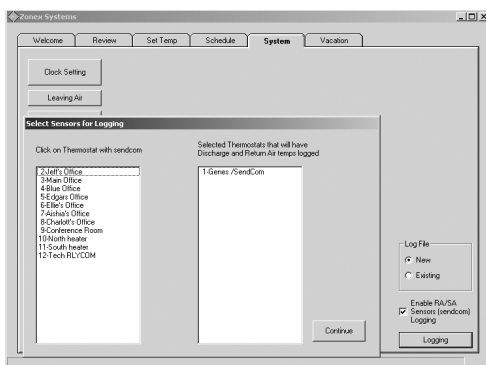 Zonex Systems
Welcome Review Set Temp Schedule System Vacation
Clock Setting
Leaving Air
Select Sensors for Logging
Click on Thermostat with sendcom
Selected Thermostats that will have
Discharge and Return Air temps logged
2-Jeff's Office
3-Main Office
4-Blue Office
5-Edgars Office
6-Ellie's Office
7-Aishia's Office
8-Charlott's Office
9-Conference Room
10-North heater
11-South heater
12-Tech RLYCOM
1-Genes /SendCom
Continue
Log File
New
Existing
Enable RA/SA
Sensors (sendcom)
Logging
Logging